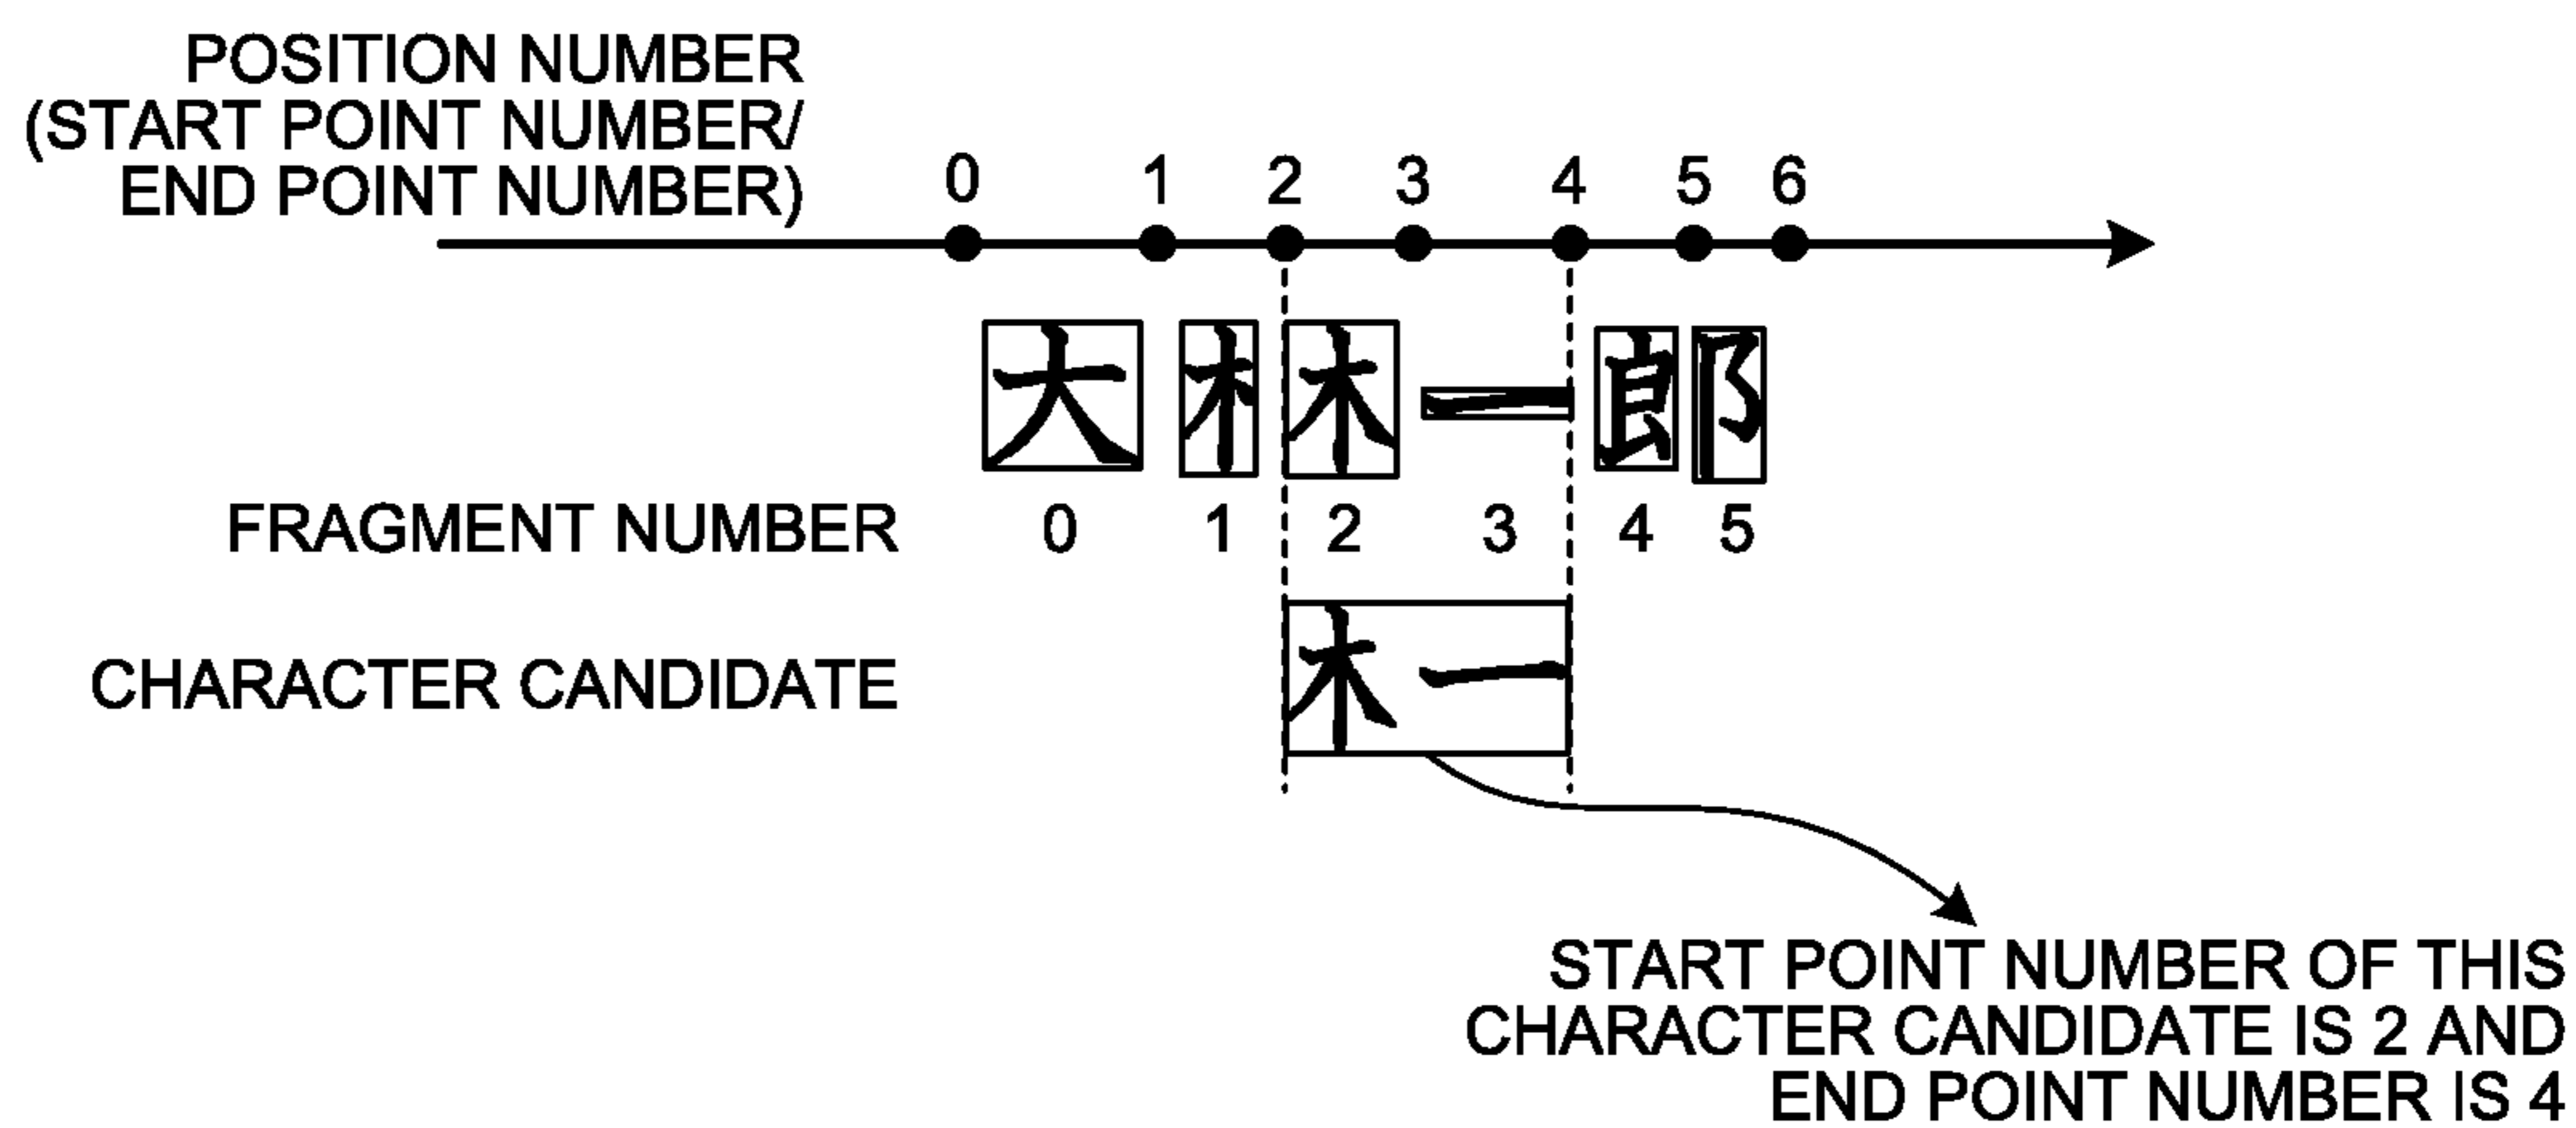 POSITION NUMBER
(START POINT NUMBER/
END POINT NUMBER)
0 1 2 3 4 5 6
大 木 木 一 郎
FRAGMENT NUMBER
0 1 2 3 4 5
CHARACTER CANDIDATE
木一
START POINT NUMBER OF THIS
CHARACTER CANDIDATE IS 2 AND
END POINT NUMBER IS 4